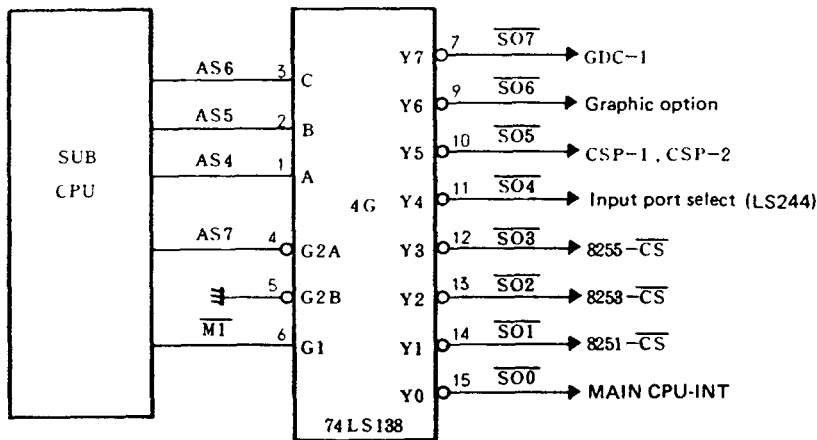 SUB
CPU
AS6 3 C
AS5 2 B
AS4 1 A
AS7 4 G2A
5 G2B
M1 6 G1
4G
74LS138
Y7 7 SO7 GDC-1
Y6 9 SO6 Graphic option
Y5 10 SO5 CSP-1, CSP-2
Y4 11 SO4 Input port select (LS244)
Y3 12 SO3 8255-CS
Y2 13 SO2 8253-CS
Y1 14 SO1 8251-CS
Y0 15 SO0 MAIN CPU-INT